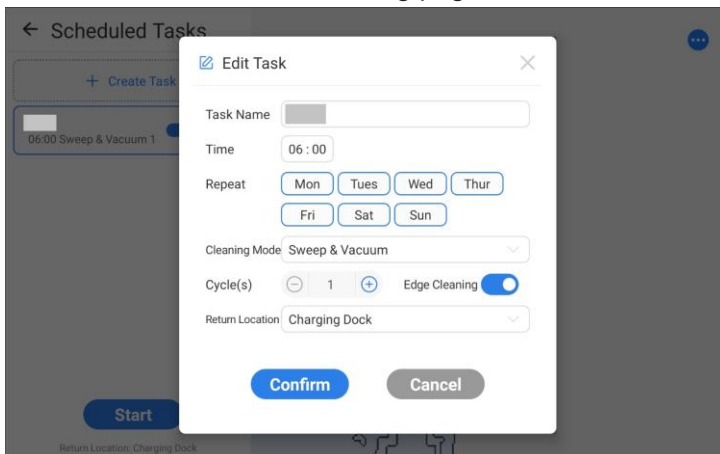 ← Scheduled Tasks
+ Create Task
06:00 Sweep & Vacuum 1
Start
Return Location: Charging Dock
Edit Task
Task Name
Time 06 : 00
Repeat Mon Tues Wed Thur
Fri Sat Sun
Cleaning Mode Sweep & Vacuum
Cycle(s) 1 Edge Cleaning
Return Location Charging Dock
Confirm Cancel